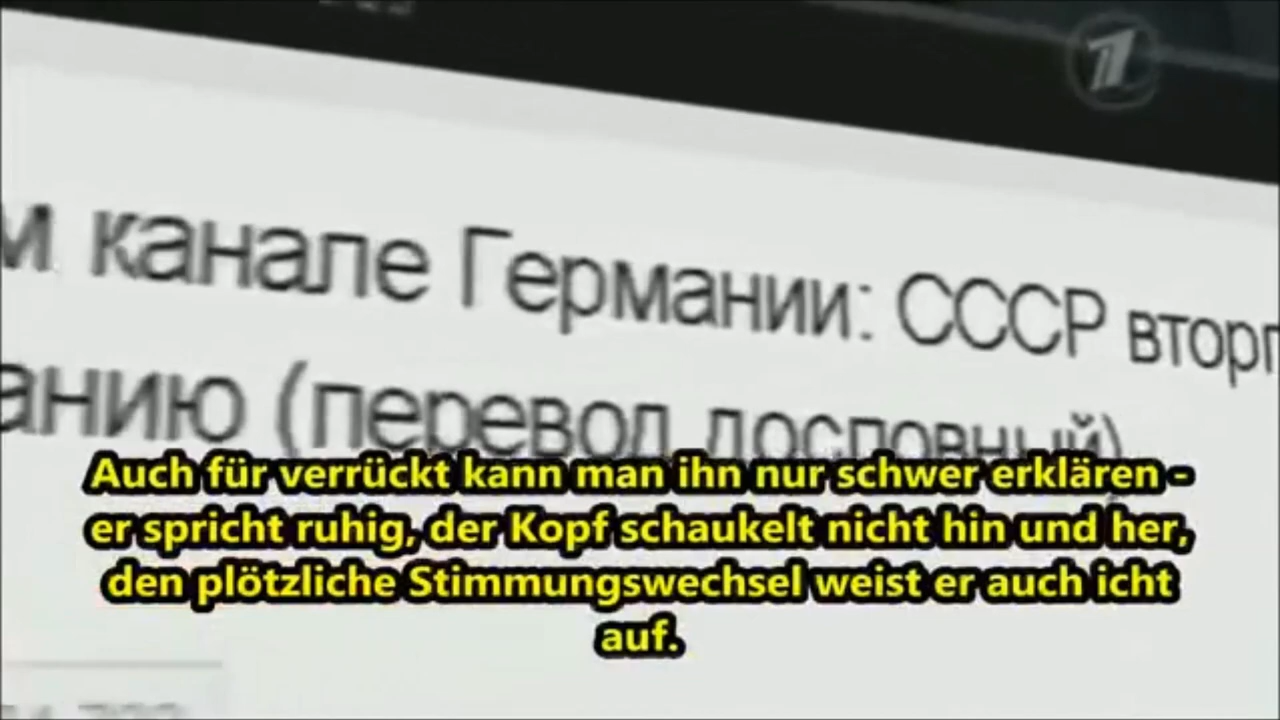 м канале Германии: СССР вторг
анию (перевод дословный)
Auch für verrückt kann man ihn nur schwer erklären -
er spricht ruhig, der Kopf schaukelt nicht hin und her,
den plötzliche Stimmungswechsel weist er auch icht
auf.